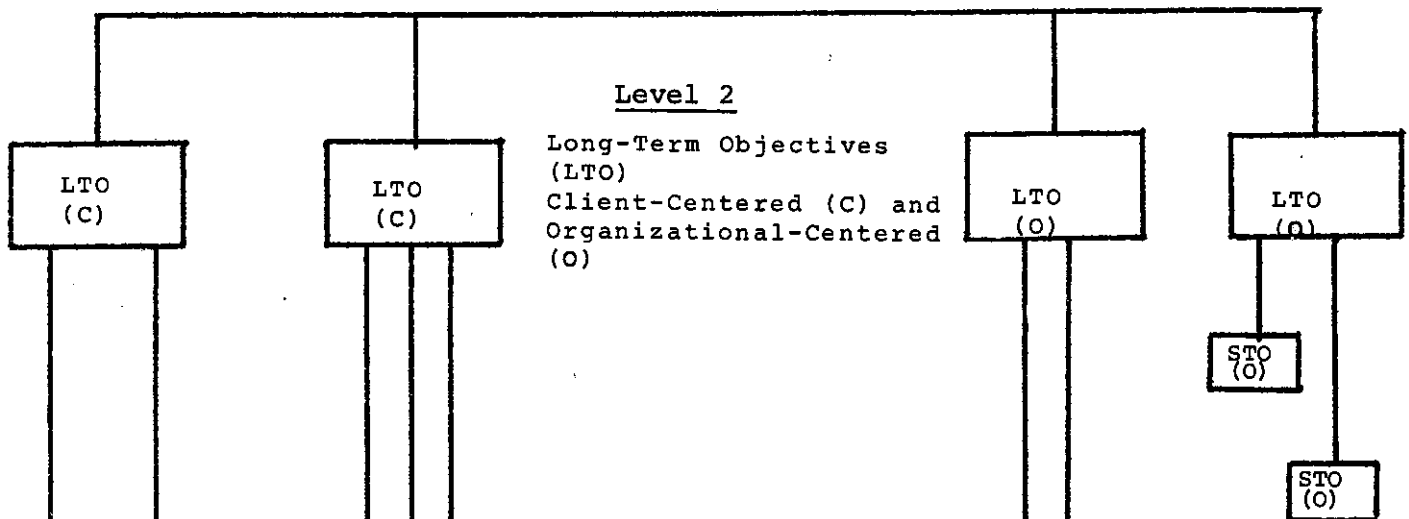 Level 2
Long-Term Objectives
(LTO)
Client-Centered (C) and
Organizational-Centered
(O)
LTO
(C)
LTO
(C)
LTO
(O)
LTO
(O)
STO
(O)
STO
(O)